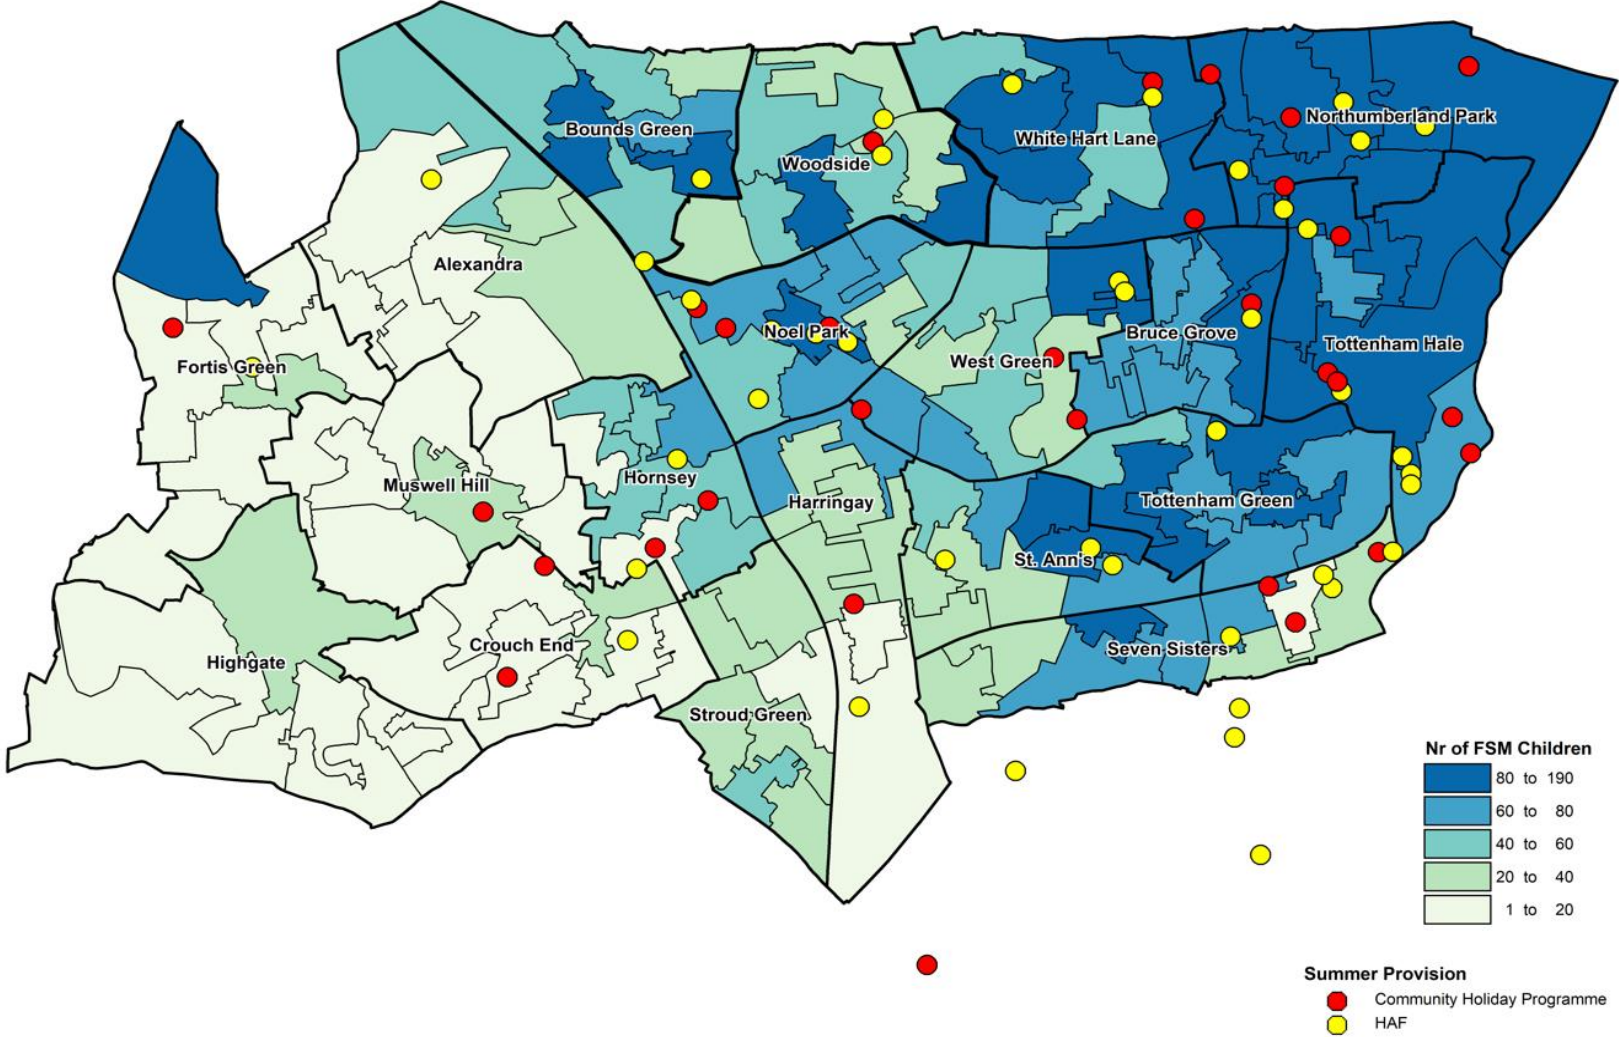 Bounds Green
Woodside
White Hart Lane
Northumberland Park
Alexandra
Noel Park
West Green
Bruce Grove
Tottenham Hale
Fortis Green
Muswell Hill
Hornsey
Harringay
Tottenham Green
St. Ann's
Crouch End
Seven Sisters
Highgate
Stroud Green
Nr of FSM Children
80 to 190
60 to 80
40 to 60
20 to 40
1 to 20
Summer Provision
Community Holiday Programme
HAF